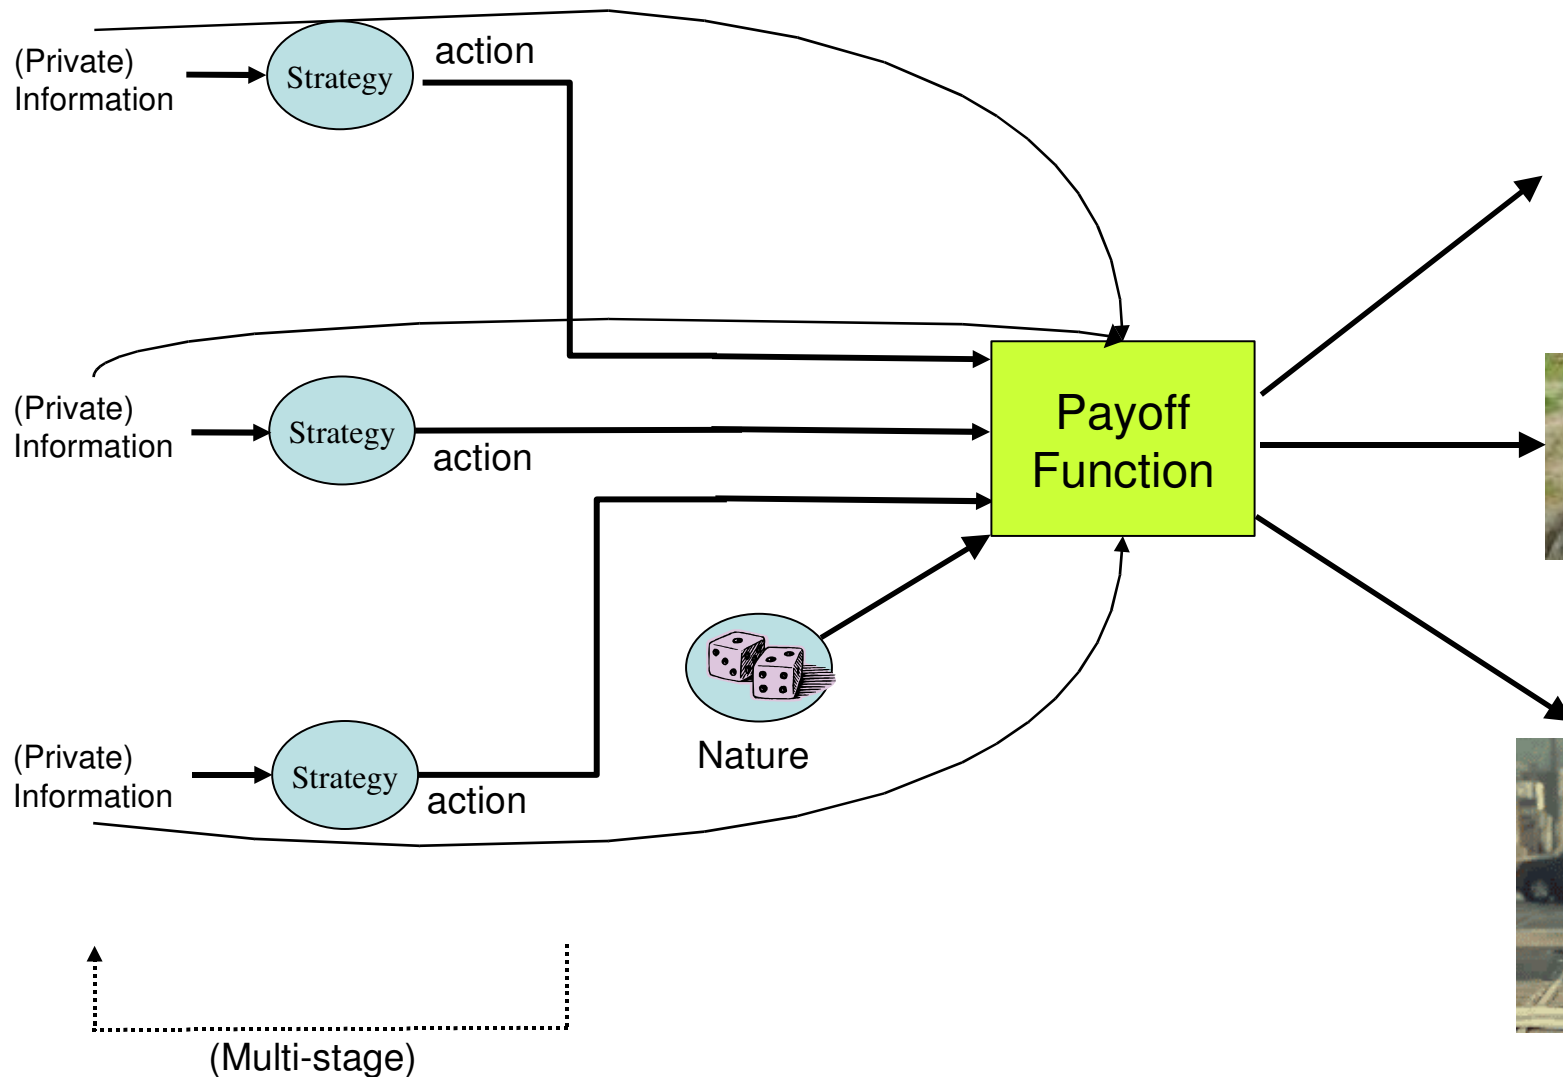 action
(Private)
Information
Strategy
(Private)
Information
Strategy
action
Payoff
Function
(Private)
Information
Strategy
action
Nature
(Multi-stage)